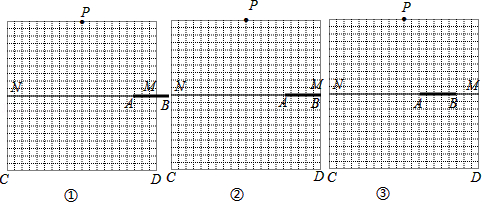 P P P
N M N M N M
A B A B A B
C D C D C D
① ② ③